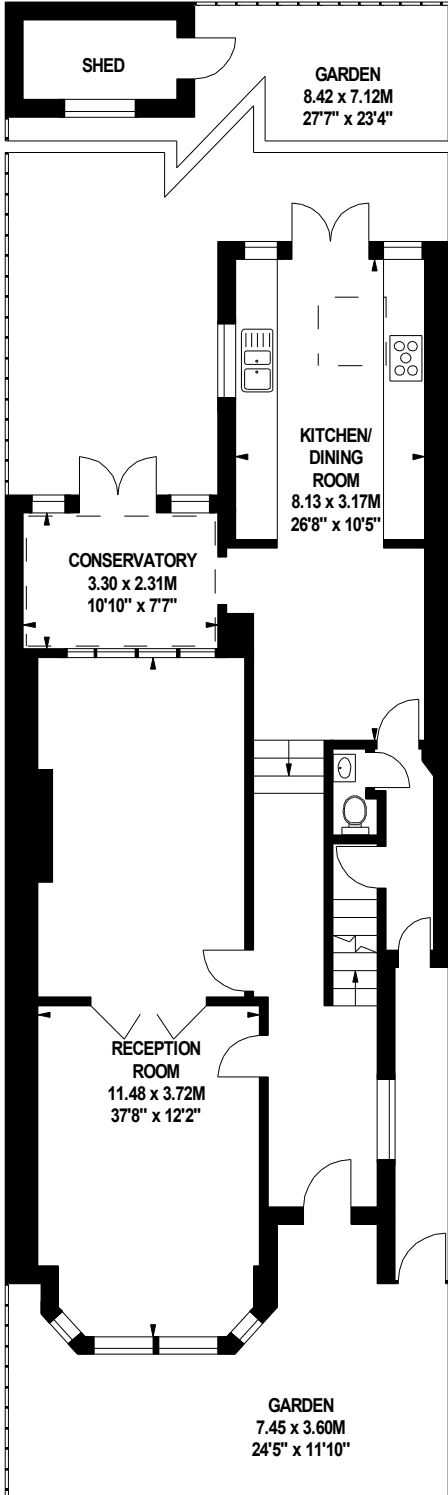 SHED
GARDEN
8.42 x 7.12M
27'7" x 23'4"
KITCHEN/
DINING
ROOM
8.13 x 3.17M
26'8" x 10'5"
CONSERVATORY
3.30 x 2.31M
10'10" x 7'7"
RECEPTION
ROOM
11.48 x 3.72M
37'8" x 12'2"
GARDEN
7.45 x 3.60M
24'5" x 11'10"